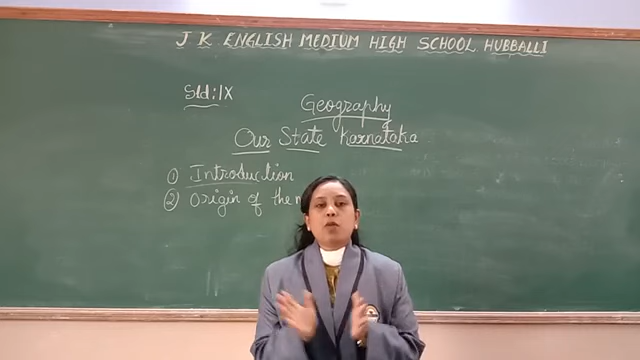 J K ENGLISH MEDIUM HIGH SCHOOL HUBBALLI
Std:IX
Geography
Our State Karnataka
① Introduction
② Origin of the